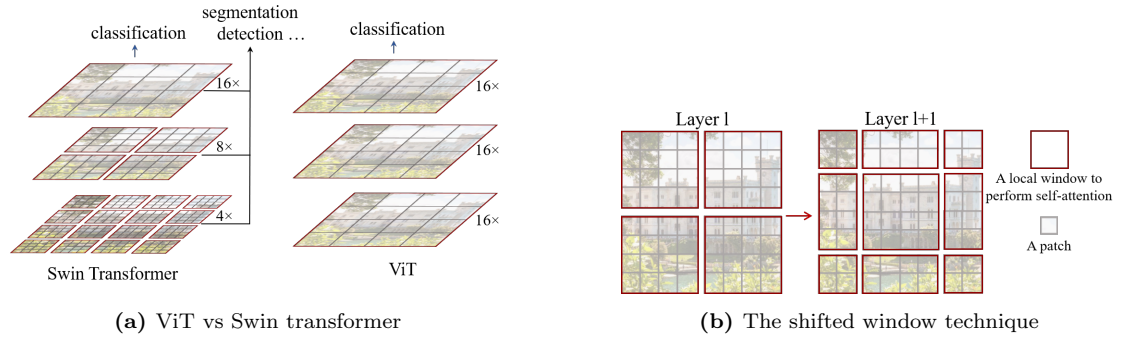 segmentation
detection ...
classification
16×
8×
4×
Swin Transformer
classification
16×
16×
16×
ViT
(a) ViT vs Swin transformer
Layer l
Layer l+1
A local window to
perform self-attention
A patch
(b) The shifted window technique